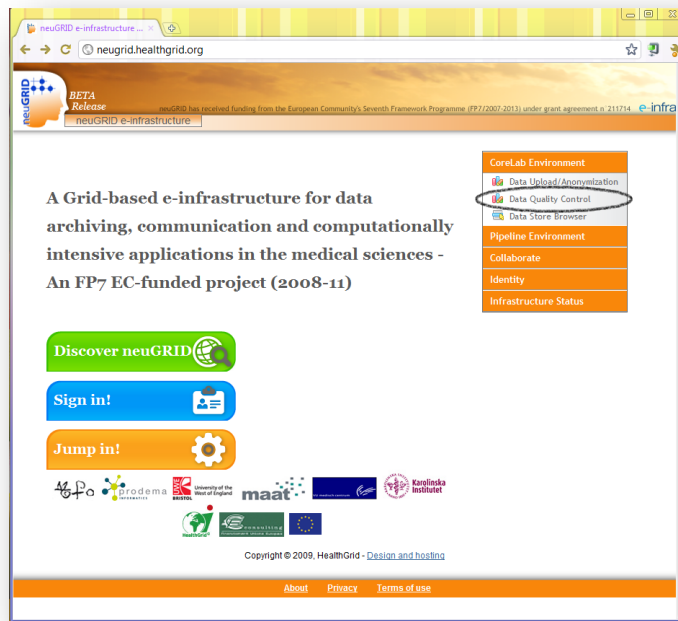 neuGRID e-infrastructure ...
neugrid.healthgrid.org
neuGRID
BETA
Release
neuGRID has received funding from the European Community's Seventh Framework Programme (FP7/2007-2013) under grant agreement n°211714
e-infra
neuGRID e-infrastructure
CoreLab Environment
Data Upload/Anonymization
Data Quality Control
Data Store Browser
Pipeline Environment
Collaborate
Identity
Infrastructure Status
A Grid-based e-infrastructure for data
archiving, communication and computationally
intensive applications in the medical sciences -
An FP7 EC-funded project (2008-11)
Discover neuGRID
Sign in!
Jump in!
prodema
INFORMATICS
UWE
BRISTOL
University of the
West of England
maat
Karolinska
Institutet
HealthGrid
consulting
Copyright © 2009, HealthGrid - Design and hosting
About Privacy Terms of use